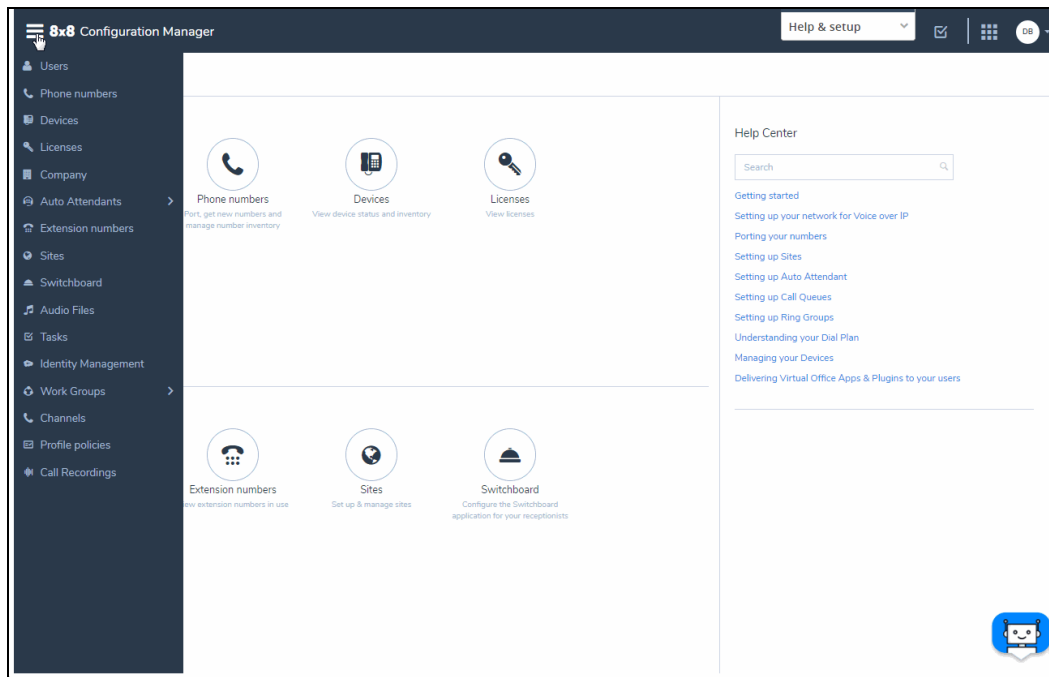 8x8 Configuration Manager
Help & setup
DB
Users
Phone numbers
Devices
Licenses
Company
Auto Attendants
Extension numbers
Sites
Switchboard
Audio Files
Tasks
Identity Management
Work Groups
Channels
Profile policies
Call Recordings
Phone numbers
Port, get new numbers and
manage number inventory
Devices
View device status and inventory
Licenses
View licenses
Extension numbers
extension numbers in use
Sites
Set up & manage sites
Switchboard
Configure the Switchboard
application for your receptionists
Help Center
Search
Getting started
Setting up your network for Voice over IP
Porting your numbers
Setting up Sites
Setting up Auto Attendant
Setting up Call Queues
Setting up Ring Groups
Understanding your Dial Plan
Managing your Devices
Delivering Virtual Office Apps & Plugins to your users